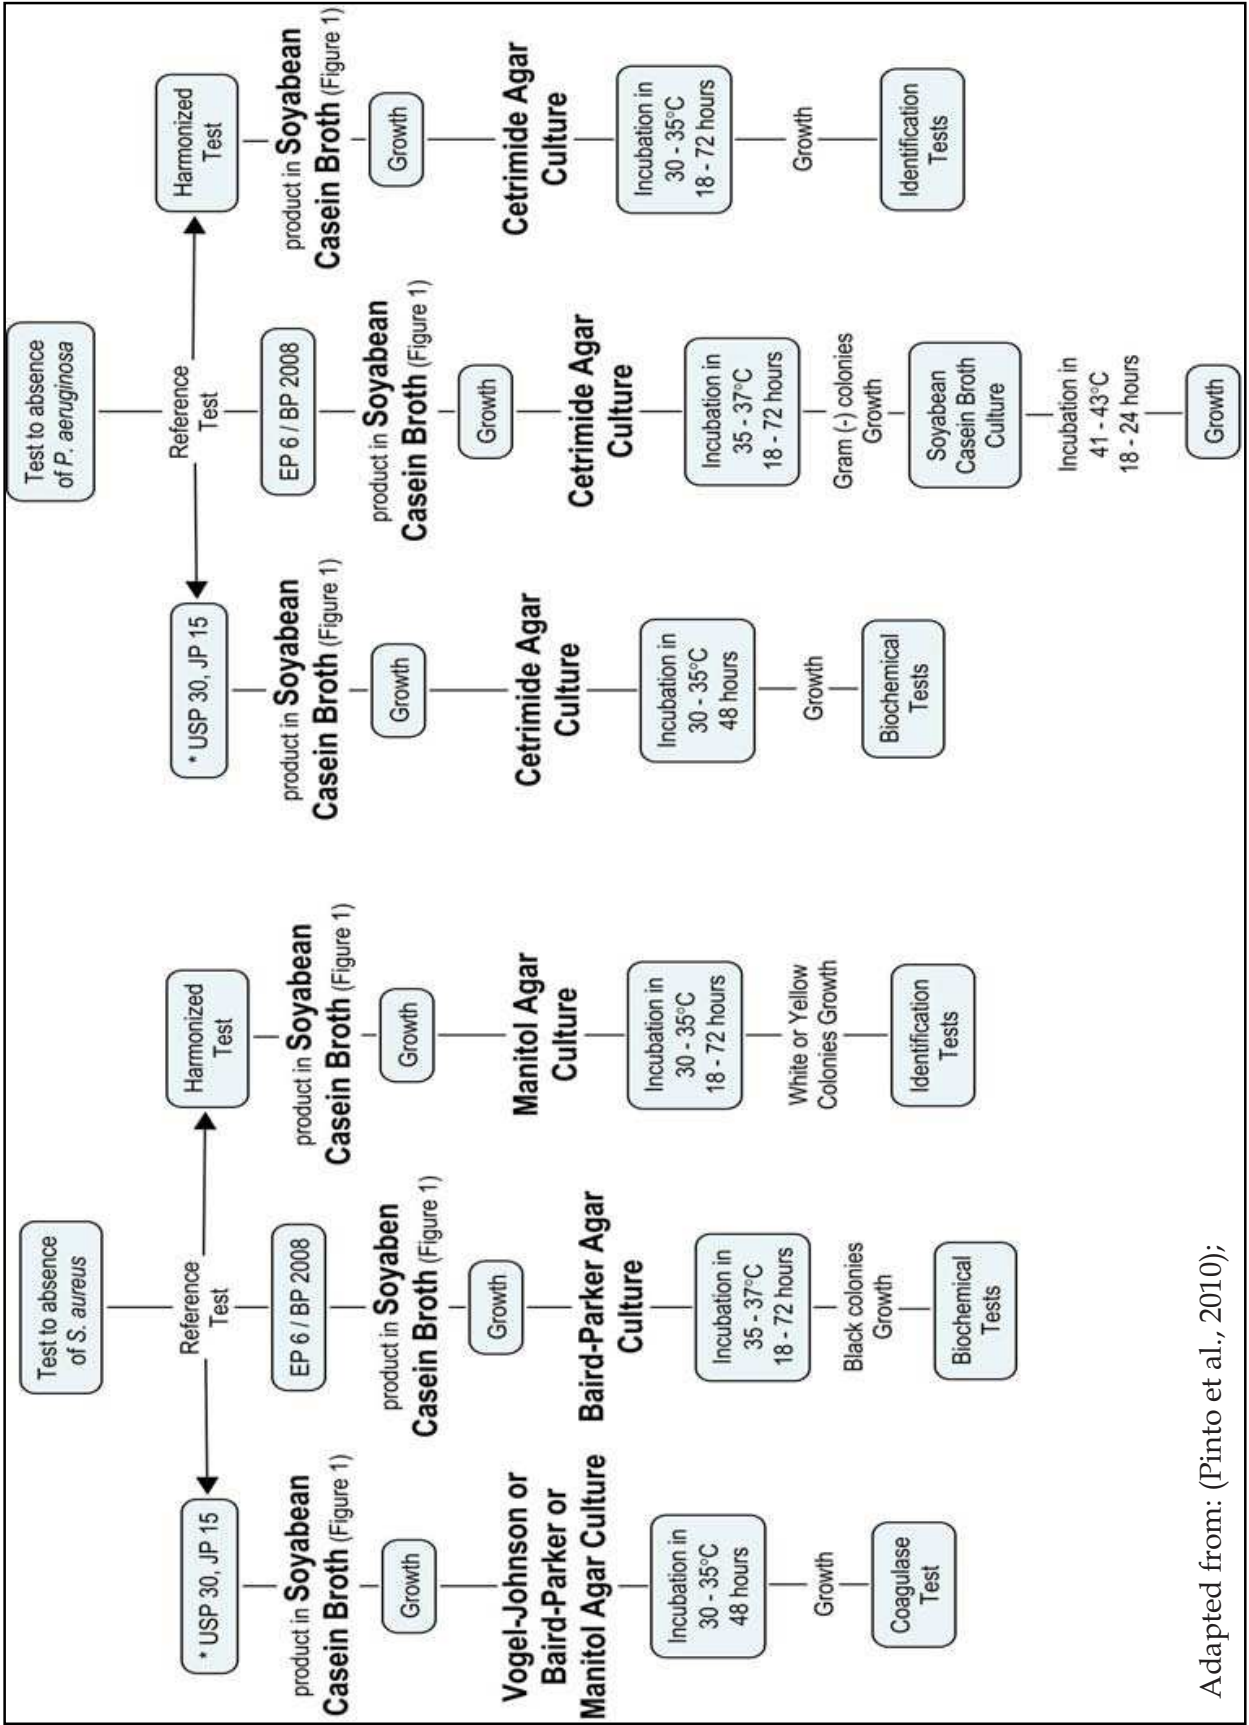 Test to absence
of S. aureus
Reference
Test
* USP 30, JP 15
product in Soyabean
Casein Broth (Figure 1)
Growth
Vogel-Johnson or
Baird-Parker or
Manitol Agar Culture
Incubation in
30 - 35°C
48 hours
Growth
Coagulase
Test
EP 6 / BP 2008
product in Soyaben
Casein Broth (Figure 1)
Growth
Baird-Parker Agar
Culture
Incubation in
35 - 37°C
18 - 72 hours
Black colonies
Growth
Biochemical
Tests
Harmonized
Test
product in Soyabean
Casein Broth (Figure 1)
Growth
Manitol Agar
Culture
Incubation in
30 - 35°C
18 - 72 hours
White or Yellow
Colonies Growth
Identification
Tests
Test to absence
of P. aeruginosa
Reference
Test
* USP 30, JP 15
product in Soyabean
Casein Broth (Figure 1)
Growth
Cetrimide Agar
Culture
Incubation in
30 - 35°C
48 hours
Growth
Biochemical
Tests
EP 6 / BP 2008
product in Soyabean
Casein Broth (Figure 1)
Growth
Cetrimide Agar
Culture
Incubation in
35 - 37°C
18 - 72 hours
Gram (-) colonies
Growth
Soyabean
Casein Broth
Culture
Incubation in
41 - 43°C
18 - 24 hours
Growth
Harmonized
Test
product in Soyabean
Casein Broth (Figure 1)
Growth
Cetrimide Agar
Culture
Incubation in
30 - 35°C
18 - 72 hours
Growth
Identification
Tests
Adapted from: (Pinto et al., 2010);